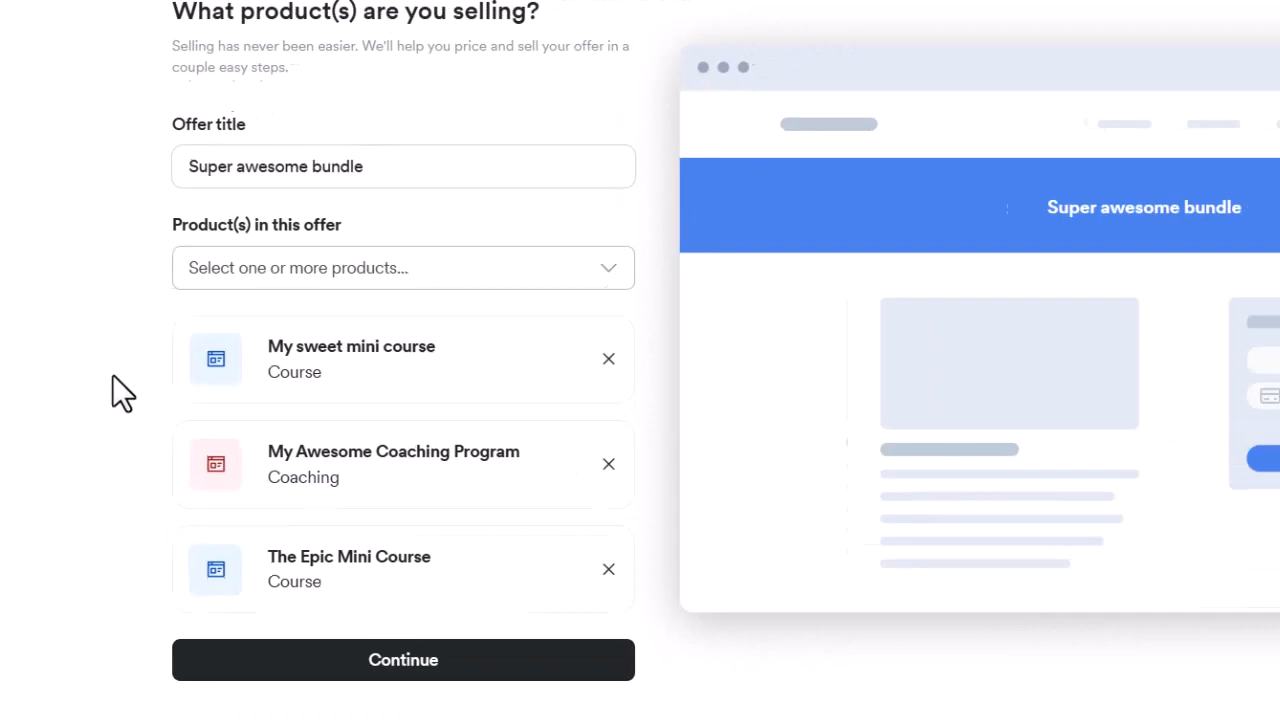 What product(s) are you selling?
Selling has never been easier. We'll help you price and sell your offer in a
couple easy steps.
Offer title
Super awesome bundle
Product(s) in this offer
Select one or more products...
My sweet mini course
Course
My Awesome Coaching Program
Coaching
The Epic Mini Course
Course
Continue
Super awesome bundle